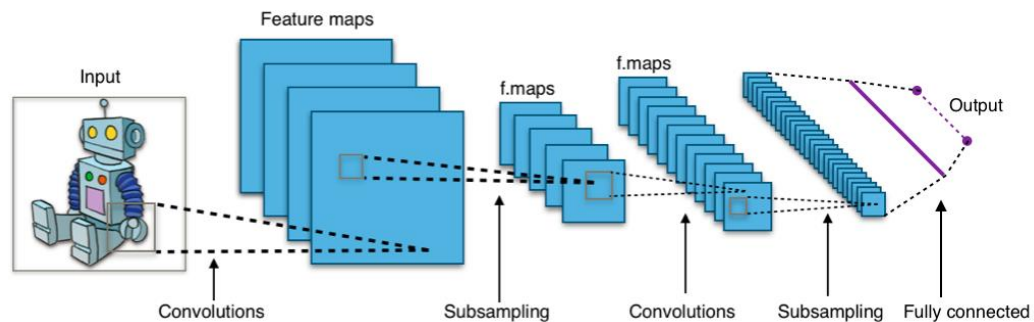 Feature maps
Input
f.maps
f.maps
Output
Convolutions
Subsampling
Convolutions
Subsampling
Fully connected